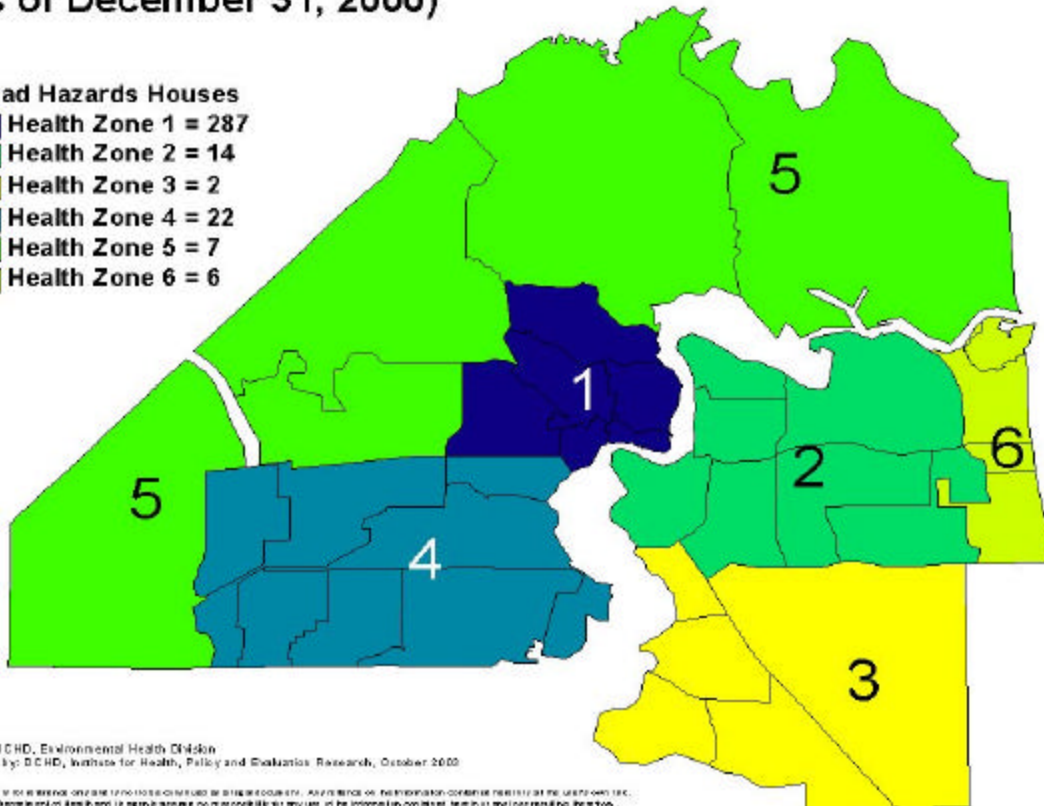 of December 31, 2000)
ad Hazards Houses
Health Zone 1 = 287
Health Zone 2 = 14
Health Zone 3 = 2
Health Zone 4 = 22
Health Zone 5 = 7
Health Zone 6 = 6
5
1
2
6
5
4
3
CHD, Environmental Health Division
by: DCHD, Institute for Health, Policy and Evaluation Research, October 2003